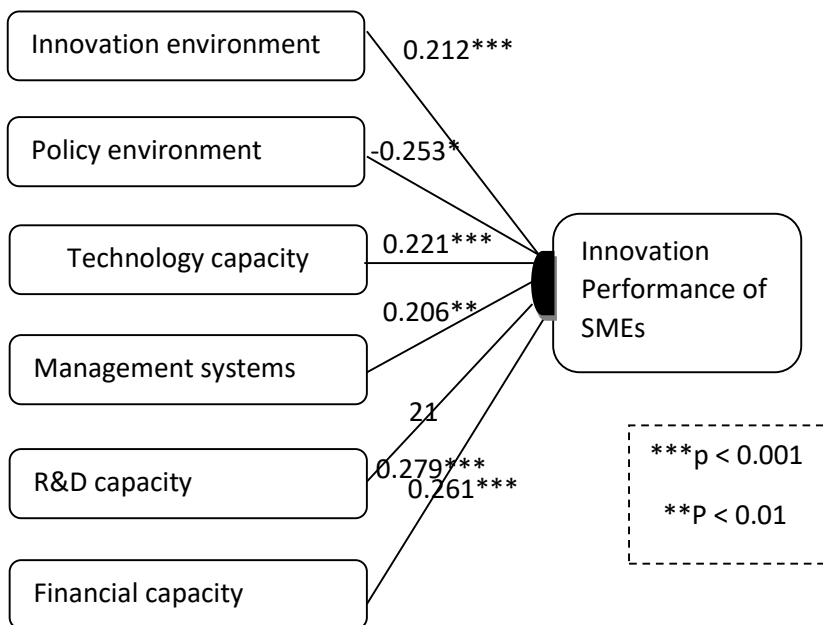 Innovation environment
0.212***
Policy environment
-0.253*
Technology capacity
0.221***
Innovation
Performance of
SMEs
0.206**
Management systems
21
R&D capacity
0.279***
0.261***
***p < 0.001
**P < 0.01
Financial capacity